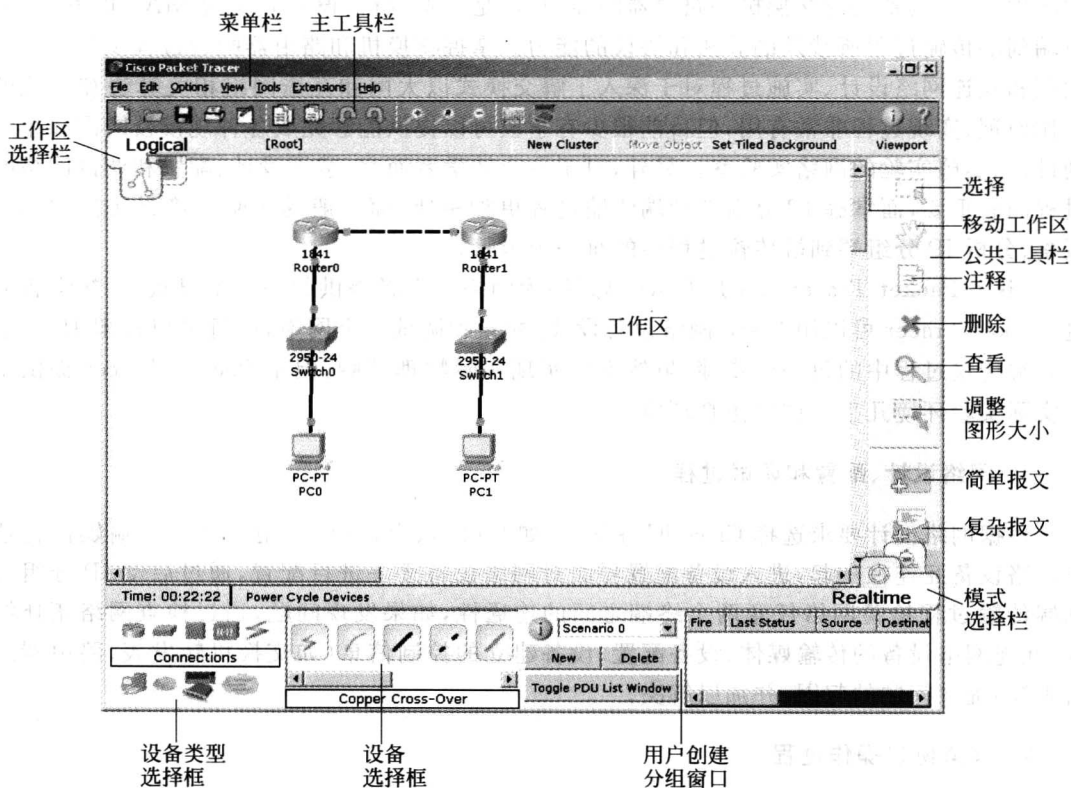 菜单栏 主工具栏
Cisco Packet Tracer
File Edit Options View Tools Extensions Help
工作区
选择栏
Logical [Root] New Cluster Move Object Set Tiled Background Viewport
选择
移动工作区
公共工具栏
注释
删除
查看
调整
图形大小
简单报文
复杂报文
模式
选择栏
1841
Router0
1841
Router1
工作区
2950-24
Switch0
2950-24
Switch1
PC-PT
PC0
PC-PT
PC1
Time: 00:22:22 Power Cycle Devices Realtime
Connections
Copper Cross-Over
Scenario 0
New Delete
Toggle PDU List Window
Fire Last Status Source Destinat
设备类型
选择框
设备
选择框
用户创建
分组窗口